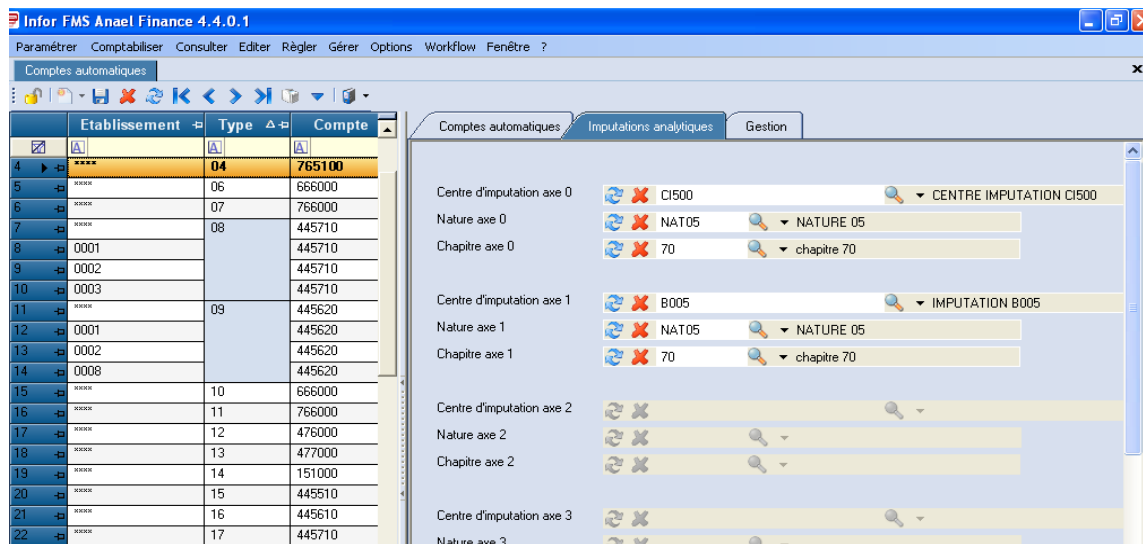 Infor FMS Anael Finance 4.4.0.1
Paramétrer Comptabiliser Consulter Editer Règler Gérer Options Workflow Fenêtre ?
Comptes automatiques x
Etablissement Type Compte
A A A
4 **** 04 765100
5 **** 06 666000
6 **** 07 766000
7 **** 08 445710
8 0001 445710
9 0002 445710
10 0003 445710
11 **** 09 445620
12 0001 445620
13 0002 445620
14 0008 445620
15 **** 10 666000
16 **** 11 766000
17 **** 12 476000
18 **** 13 477000
19 **** 14 151000
20 **** 15 445510
21 **** 16 445610
22 **** 17 445710
Comptes automatiques Imputations analytiques Gestion
Centre d'imputation axe 0 CI500 CENTRE IMPUTATION CI500
Nature axe 0 NAT05 NATURE 05
Chapitre axe 0 70 chapitre 70
Centre d'imputation axe 1 B005 IMPUTATION B005
Nature axe 1 NAT05 NATURE 05
Chapitre axe 1 70 chapitre 70
Centre d'imputation axe 2
Nature axe 2
Chapitre axe 2
Centre d'imputation axe 3
Nature axe 3